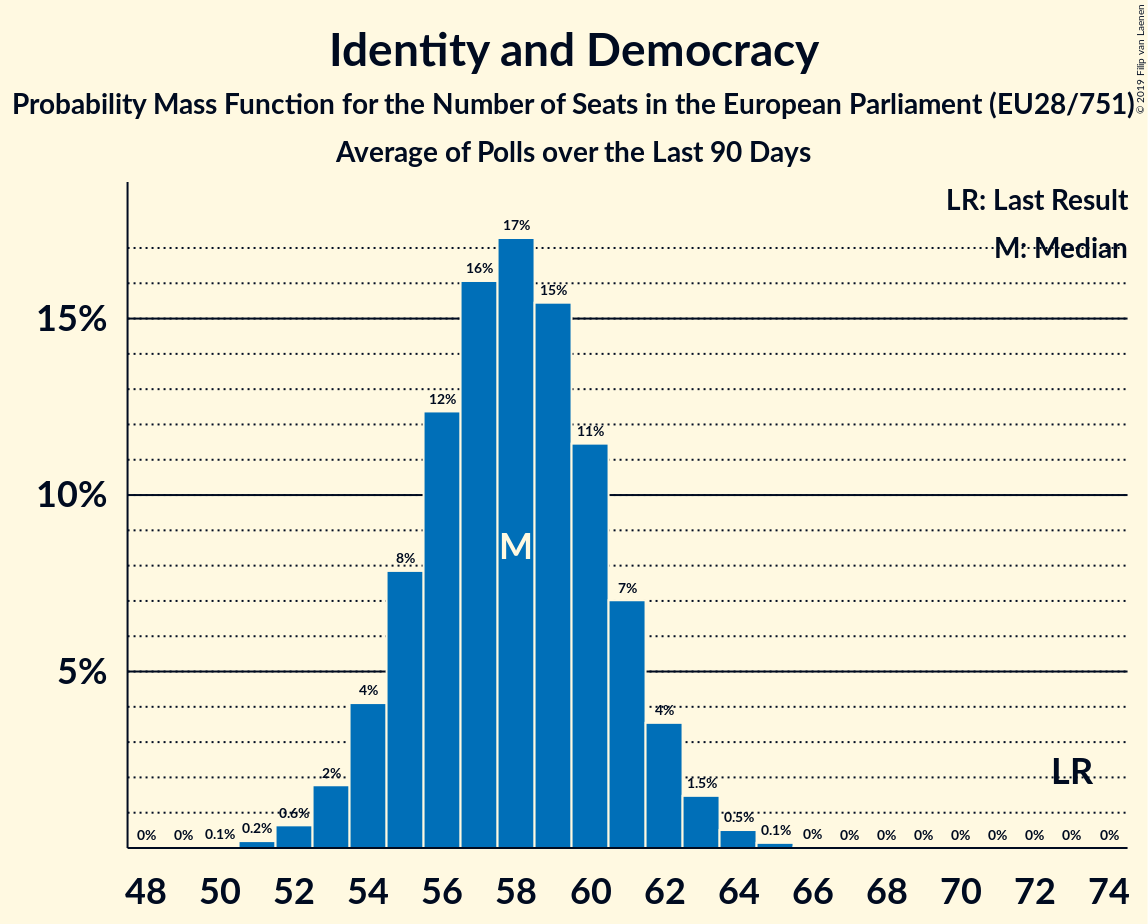 Identity and Democracy
Probability Mass Function for the Number of Seats in the European Parliament (EU28/751)
Average of Polls over the Last 90 Days
© 2019 Filip van Laenen
LR: Last Result
M: Median
15%
10%
5%
0% 0% 0.1% 0.2% 0.6% 2% 4% 8% 12% 16% 17% 15% 11% 7% 4% 1.5% 0.5% 0.1% 0% 0% 0% 0% 0% 0% 0% 0% 0%
M
LR
48 50 52 54 56 58 60 62 64 66 68 70 72 74